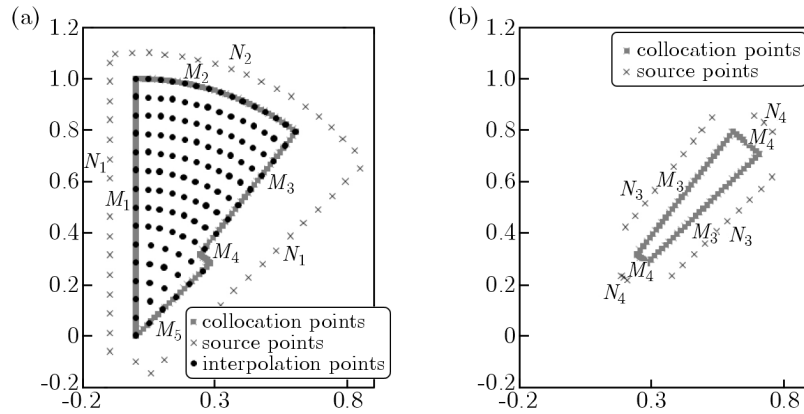 (a)
1.2
1.0
0.8
0.6
0.4
0.2
0
-0.2
-0.2
0.3
0.8
N1
N2
M1
M2
M3
M4
M5
N1
collocation points
source points
interpolation points
(b)
1.2
1.0
0.8
0.6
0.4
0.2
0
-0.2
-0.2
0.3
0.8
collocation points
source points
N4
M4
N3
M3
M3
N3
M4
N4